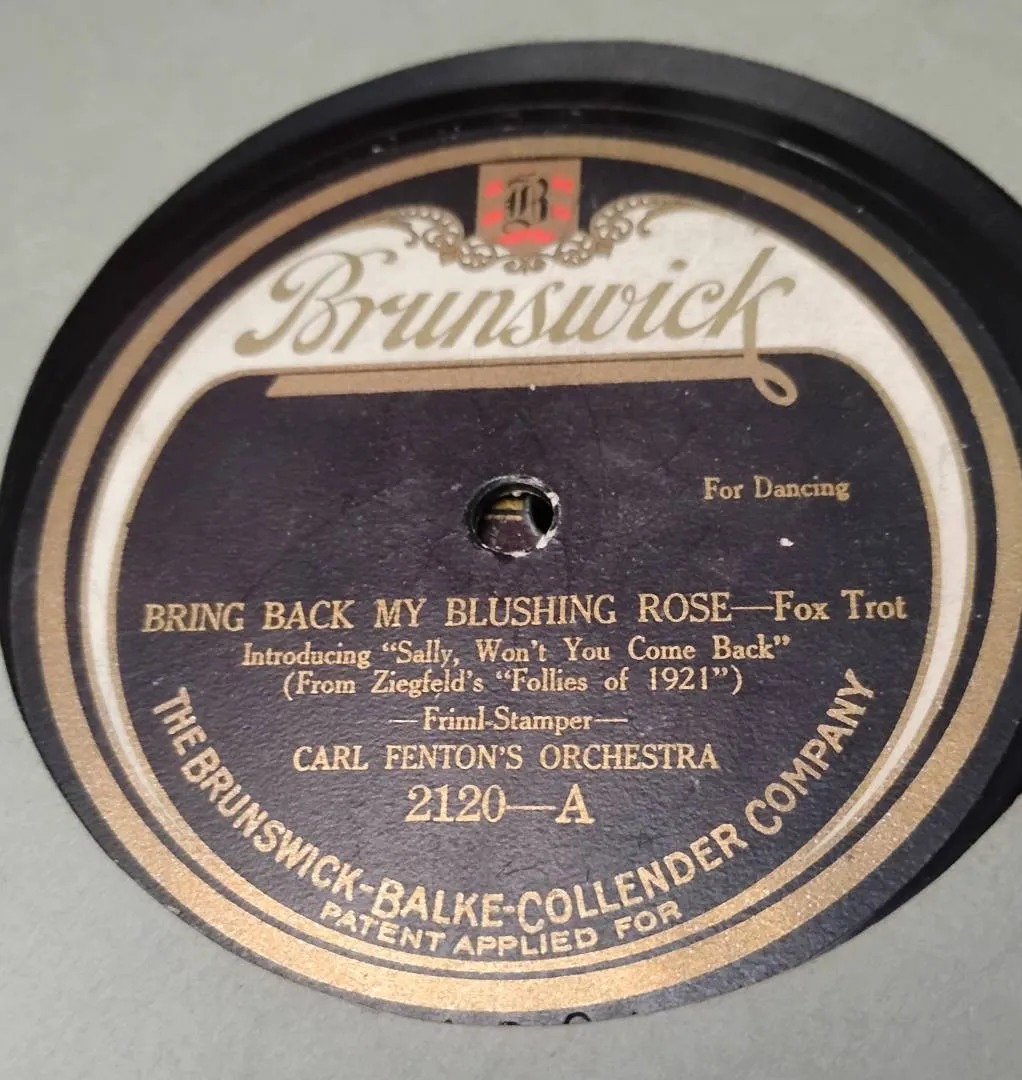 B
Brunswick
For Dancing
BRING BACK MY BLUSHING ROSE—Fox Trot
Introducing “Sally, Won't You Come Back”
(From Ziegfeld's “Follies of 1921”)
—Friml-Stamper—
CARL FENTON'S ORCHESTRA
2120—A
THE BRUNSWICK-BALKE-COLLENDER COMPANY
PATENT APPLIED FOR